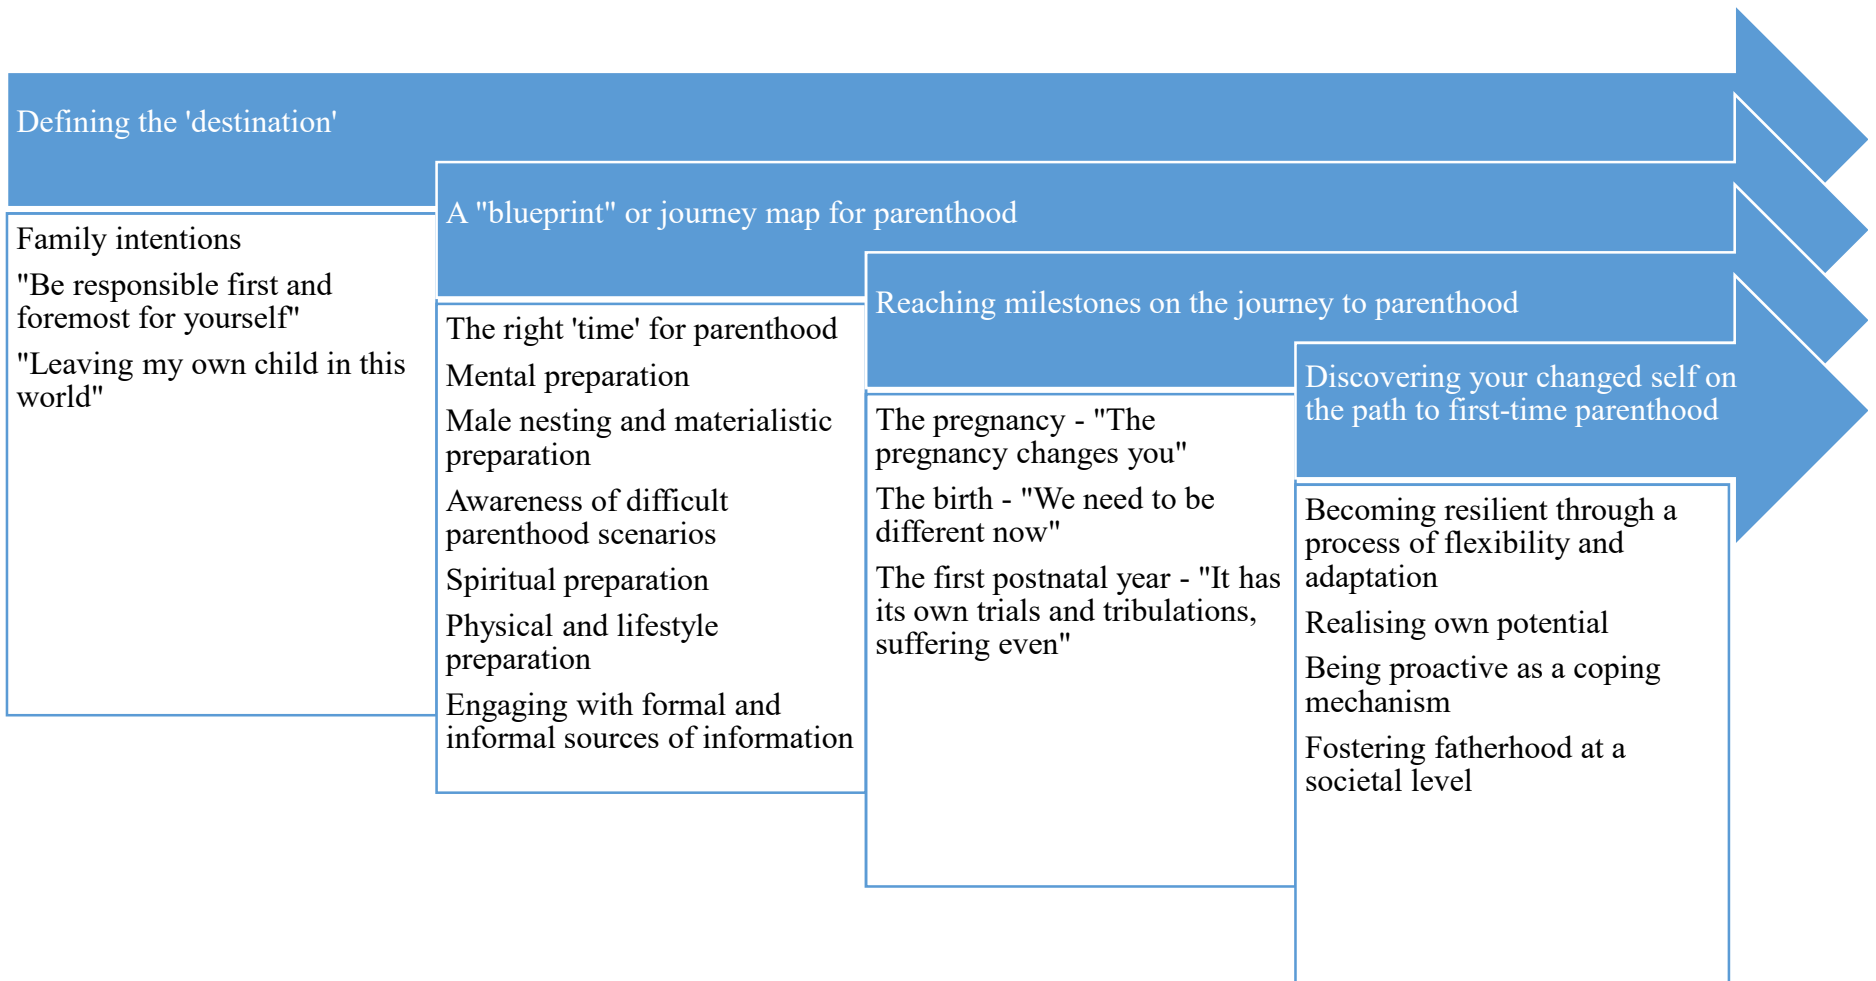 Defining the 'destination'
Family intentions
"Be responsible first and
foremost for yourself"
"Leaving my own child in this
world"
A "blueprint" or journey map for parenthood
The right 'time' for parenthood
Mental preparation
Male nesting and materialistic
preparation
Awareness of difficult
parenthood scenarios
Spiritual preparation
Physical and lifestyle
preparation
Engaging with formal and
informal sources of information
Reaching milestones on the journey to parenthood
The pregnancy - "The
pregnancy changes you"
The birth - "We need to be
different now"
The first postnatal year - "It has
its own trials and tribulations,
suffering even"
Discovering your changed self on
the path to first-time parenthood
Becoming resilient through a
process of flexibility and
adaptation
Realising own potential
Being proactive as a coping
mechanism
Fostering fatherhood at a
societal level